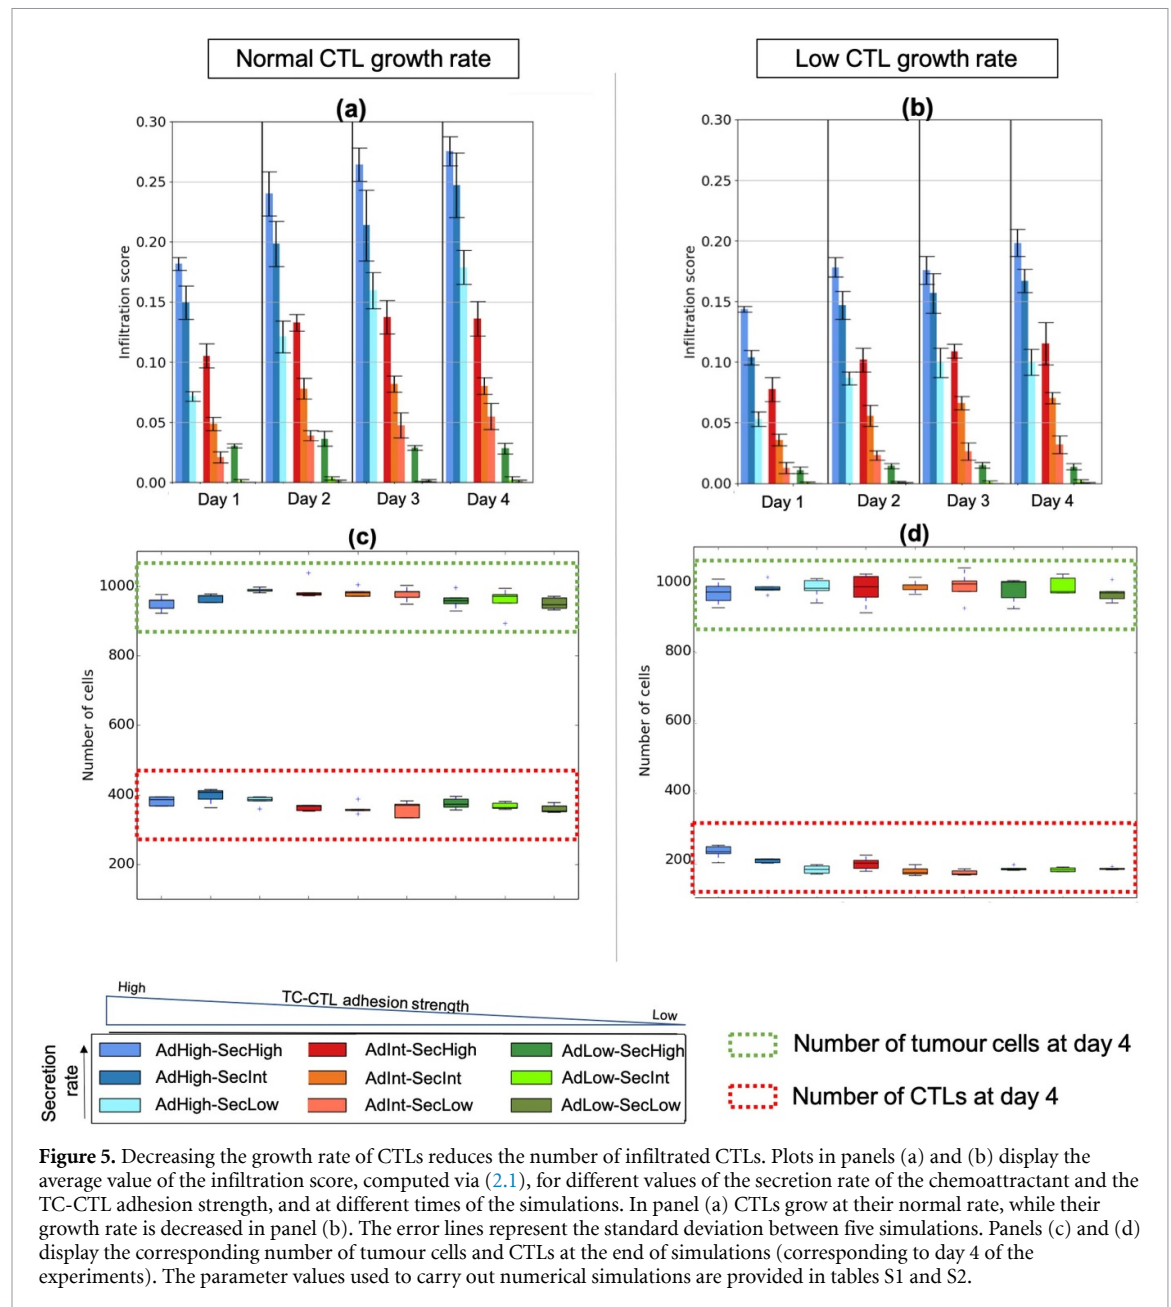 Normal CTL growth rate
Low CTL growth rate
(a)
0.30
0.25
0.20
0.15
0.10
0.05
0.00
Infiltration score
Day 1
Day 2
Day 3
Day 4
(b)
0.30
0.25
0.20
0.15
0.10
0.05
0.00
Infiltration score
Day 1
Day 2
Day 3
Day 4
(c)
1000
800
600
400
200
Number of cells
(d)
1000
800
600
400
200
Number of cells
High
TC-CTL adhesion strength
Low
Secretion
rate
AdHigh-SecHigh
AdInt-SecHigh
AdLow-SecHigh
AdHigh-SecInt
AdInt-SecInt
AdLow-SecInt
AdHigh-SecLow
AdInt-SecLow
AdLow-SecLow
Number of tumour cells at day 4
Number of CTLs at day 4
Figure 5. Decreasing the growth rate of CTLs reduces the number of infiltrated CTLs. Plots in panels (a) and (b) display the
average value of the infiltration score, computed via (2.1), for different values of the secretion rate of the chemoattractant and the
TC-CTL adhesion strength, and at different times of the simulations. In panel (a) CTLs grow at their normal rate, while their
growth rate is decreased in panel (b). The error lines represent the standard deviation between five simulations. Panels (c) and (d)
display the corresponding number of tumour cells and CTLs at the end of simulations (corresponding to day 4 of the
experiments). The parameter values used to carry out numerical simulations are provided in tables S1 and S2.